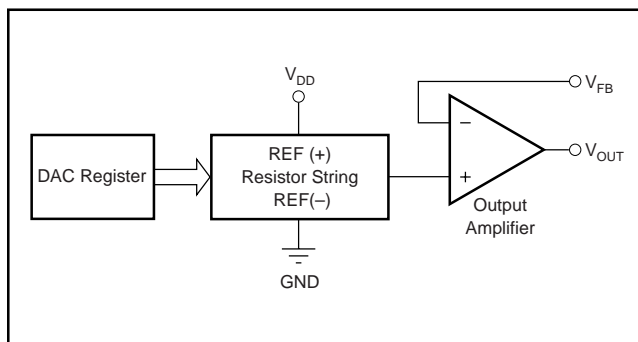 V_DD
V_FB
DAC Register
REF (+)
Resistor String
REF(–)
–
+
V_OUT
Output
Amplifier
GND